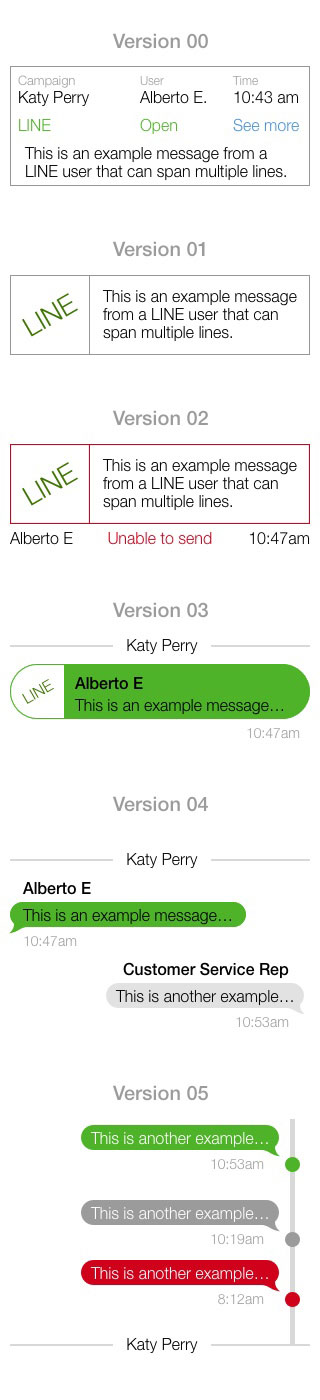 Version 00
Campaign User Time
Katy Perry Alberto E. 10:43 am
LINE Open See more
This is an example message from a
LINE user that can span multiple lines.
Version 01
LINE
This is an example message
from a LINE user that can
span multiple lines.
Version 02
LINE
This is an example message
from a LINE user that can
span multiple lines.
Alberto E Unable to send 10:47am
Version 03
Katy Perry
LINE
Alberto E
This is an example message...
10:47am
Version 04
Katy Perry
Alberto E
This is an example message...
10:47am
Customer Service Rep
This is another example...
10:53am
Version 05
This is another example...
10:53am
This is another example...
10:19am
This is another example...
8:12am
Katy Perry